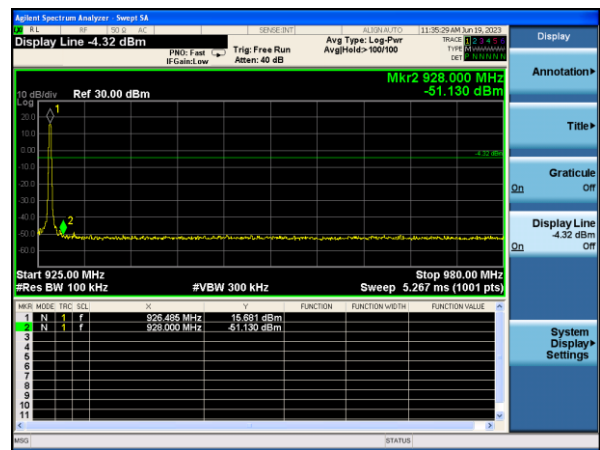 Agilent Spectrum Analyzer - Swept SA
RL RF 50 Ω AC SENSE:INT ALIGN AUTO 11:35:29 AM Jun 19, 2023
Display Line -4.32 dBm
PNO: Fast
IFGain:Low
Trig: Free Run
Atten: 40 dB
Avg Type: Log-Pwr
Avg|Hold>100/100
TRACE 1 2 3 4 5 6
TYPE M
DET P N N N N N
Mkr2 928.000 MHz
-51.130 dBm
10 dB/div Ref 30.00 dBm
Log
1
20.0
10.0
0.00
-4.32 dBm
-10.0
-20.0
-30.0
-40.0
2
-50.0
-60.0
Start 925.00 MHz Stop 980.00 MHz
#Res BW 100 kHz #VBW 300 kHz Sweep 5.267 ms (1001 pts)
MKR MODE TRC SCL X Y FUNCTION FUNCTION WIDTH FUNCTION VALUE
1 N 1 f 926.485 MHz 15.681 dBm
2 N 1 f 928.000 MHz -51.130 dBm
3
4
5
6
7
8
9
10
11
MSG STATUS
Display
Annotation
Title
Graticule
On Off
Display Line
-4.32 dBm
On Off
System
Display
Settings